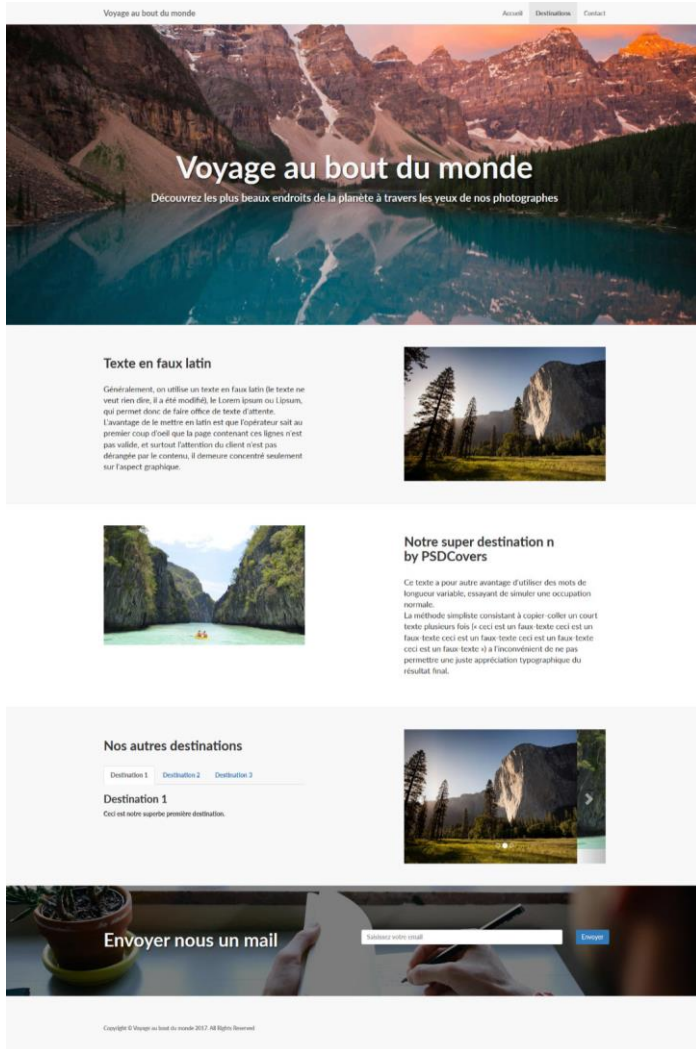 Voyage au bout du monde
Accueil Destinations Contact
Voyage au bout du monde
Découvrez les plus beaux endroits de la planète à travers les yeux de nos photographes
Texte en faux latin
Généralement, on utilise un texte en faux latin (le texte ne
veut rien dire, il a été modifié), le Lorem ipsum ou Lipsum,
qui permet donc de faire office de texte d'attente.
L'avantage de le mettre en latin est que l'opérateur sait au
premier coup d'oeil que la page contenant ces lignes n'est
pas valide, et surtout l'attention du client n'est pas
dérangée par le contenu, il demeure concentré seulement
sur l'aspect graphique.
Notre super destination n
by PSDCovers
Ce texte a pour autre avantage d'utiliser des mots de
longueur variable, essayant de simuler une occupation
normale.
La méthode simpliste consistant à copier-coller un court
texte plusieurs fois (« ceci est un faux-texte ceci est un
faux-texte ceci est un faux-texte ceci est un faux-texte
ceci est un faux-texte ») a l'inconvénient de ne pas
permettre une juste appréciation typographique du
résultat final.
Nos autres destinations
Destination 1 Destination 2 Destination 3
Destination 1
Ceci est notre superbe première destination.
Envoyer nous un mail
Saisissez votre email
Envoyer
Copyright © Voyage au bout du monde 2017. All Rights Reserved